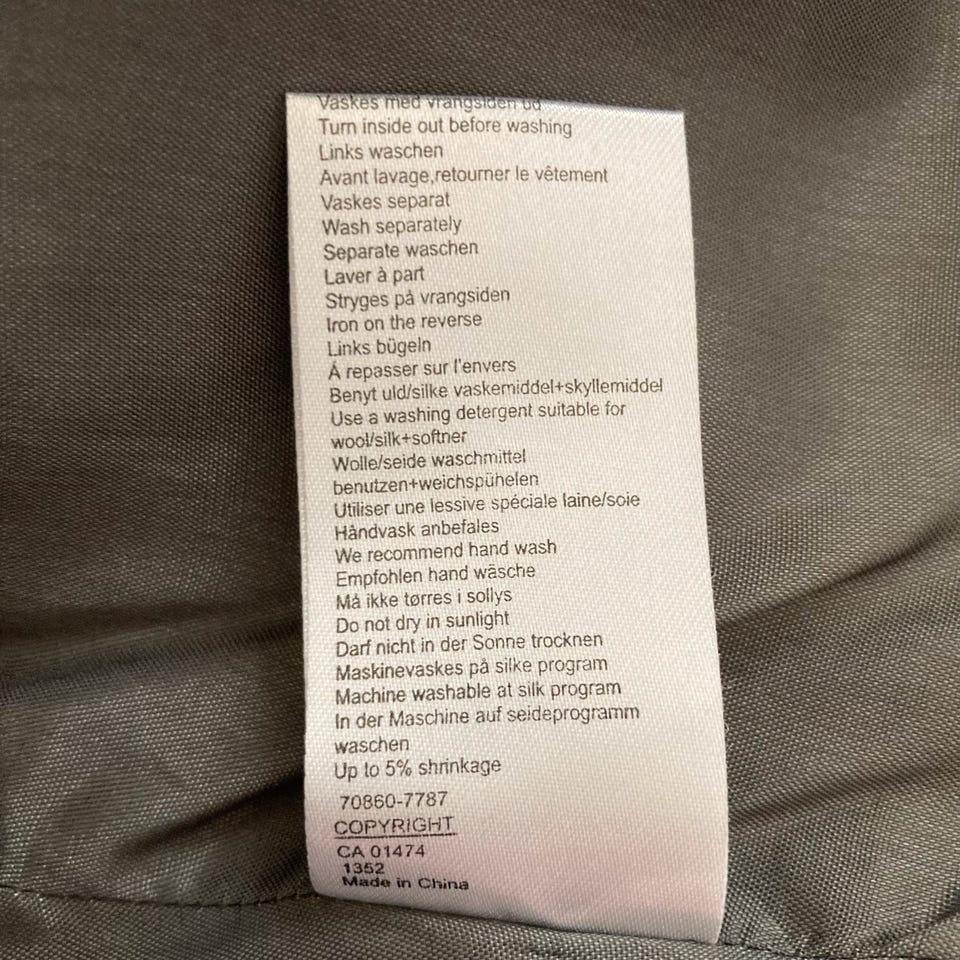 Vaskes med vrangsiden ud
Turn inside out before washing
Links waschen
Avant lavage,retourner le vêtement
Vaskes separat
Wash separately
Separate waschen
Laver à part
Stryges på vrangsiden
Iron on the reverse
Links bügeln
Á repasser sur l'envers
Benyt uld/silke vaskemiddel+skyllemiddel
Use a washing detergent suitable for
wool/silk+softner
Wolle/seide waschmittel
benutzen+weichspühelen
Utiliser une lessive spéciale laine/soie
Håndvask anbefales
We recommend hand wash
Empfohlen hand wäsche
Må ikke tørres i sollys
Do not dry in sunlight
Darf nicht in der Sonne trocknen
Maskinevaskes på silke program
Machine washable at silk program
In der Maschine auf seideprogramm
waschen
Up to 5% shrinkage
70860-7787
COPYRIGHT
CA 01474
1352
Made in China